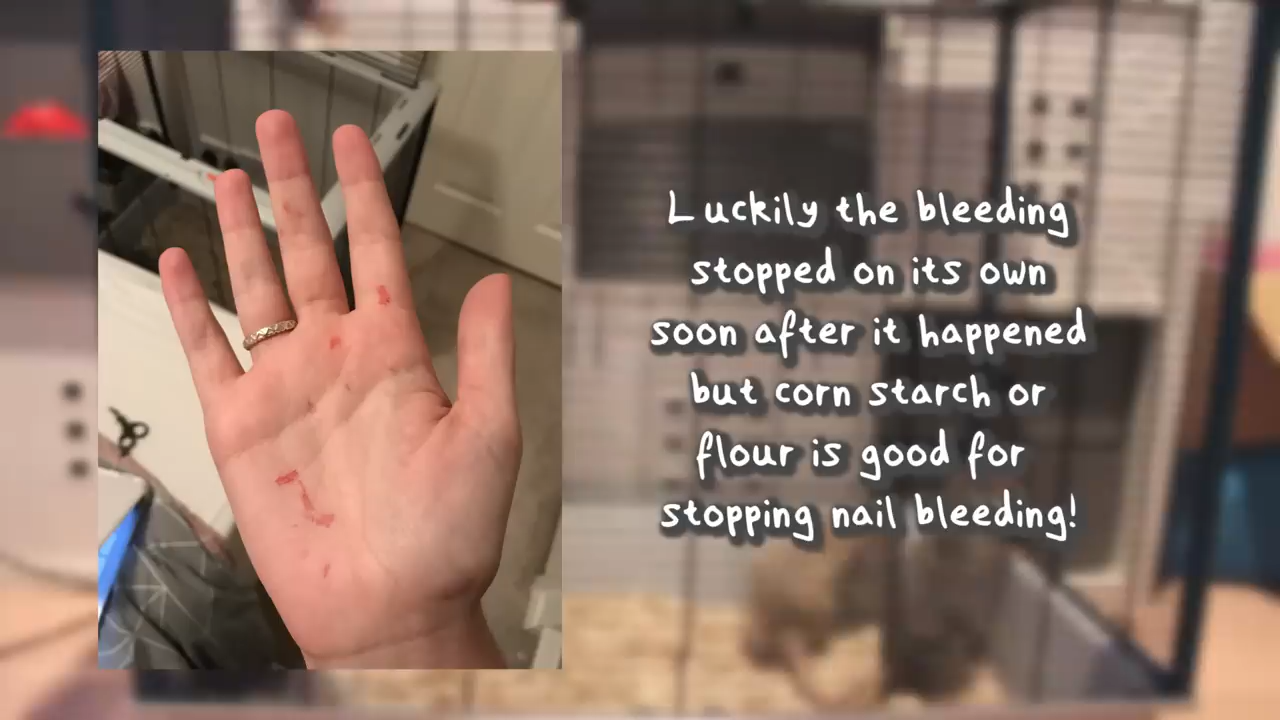 Luckily the bleeding
stopped on its own
soon after it happened
but corn starch or
flour is good for
stopping nail bleeding!